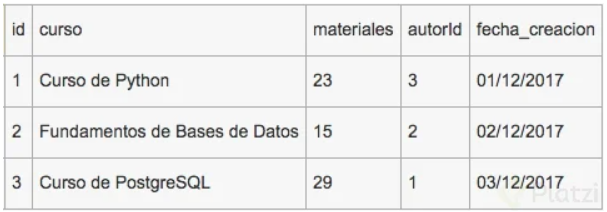 id curso materiales autorId fecha_creacion
1 Curso de Python 23 3 01/12/2017
2 Fundamentos de Bases de Datos 15 2 02/12/2017
3 Curso de PostgreSQL 29 1 03/12/2017
Platzi